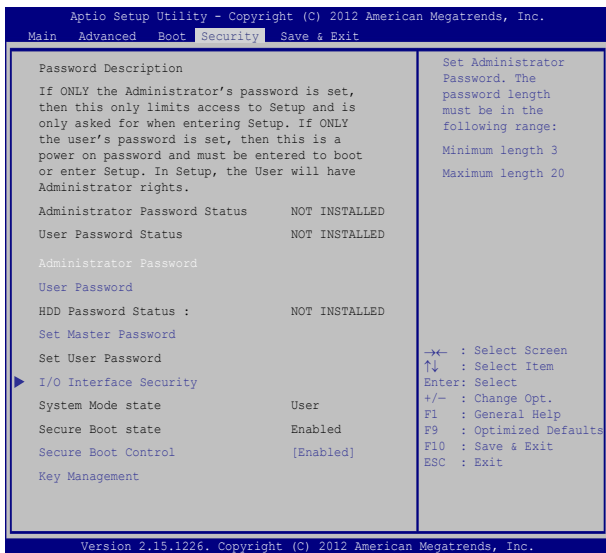 Aptio Setup Utility - Copyright (C) 2012 American Megatrends, Inc.
Main Advanced Boot Security Save & Exit
Password Description
If ONLY the Administrator's password is set,
then this only limits access to Setup and is
only asked for when entering Setup. If ONLY
the user's password is set, then this is a
power on password and must be entered to boot
or enter Setup. In Setup, the User will have
Administrator rights.
Administrator Password Status NOT INSTALLED
User Password Status NOT INSTALLED
Administrator Password
User Password
HDD Password Status : NOT INSTALLED
Set Master Password
Set User Password
I/O Interface Security
System Mode state User
Secure Boot state Enabled
Secure Boot Control [Enabled]
Key Management
Set Administrator
Password. The
password length
must be in the
following range:
Minimum length 3
Maximum length 20
→← : Select Screen
↑↓ : Select Item
Enter: Select
+/— : Change Opt.
F1 : General Help
F9 : Optimized Defaults
F10 : Save & Exit
ESC : Exit
Version 2.15.1226. Copyright (C) 2012 American Megatrends, Inc.